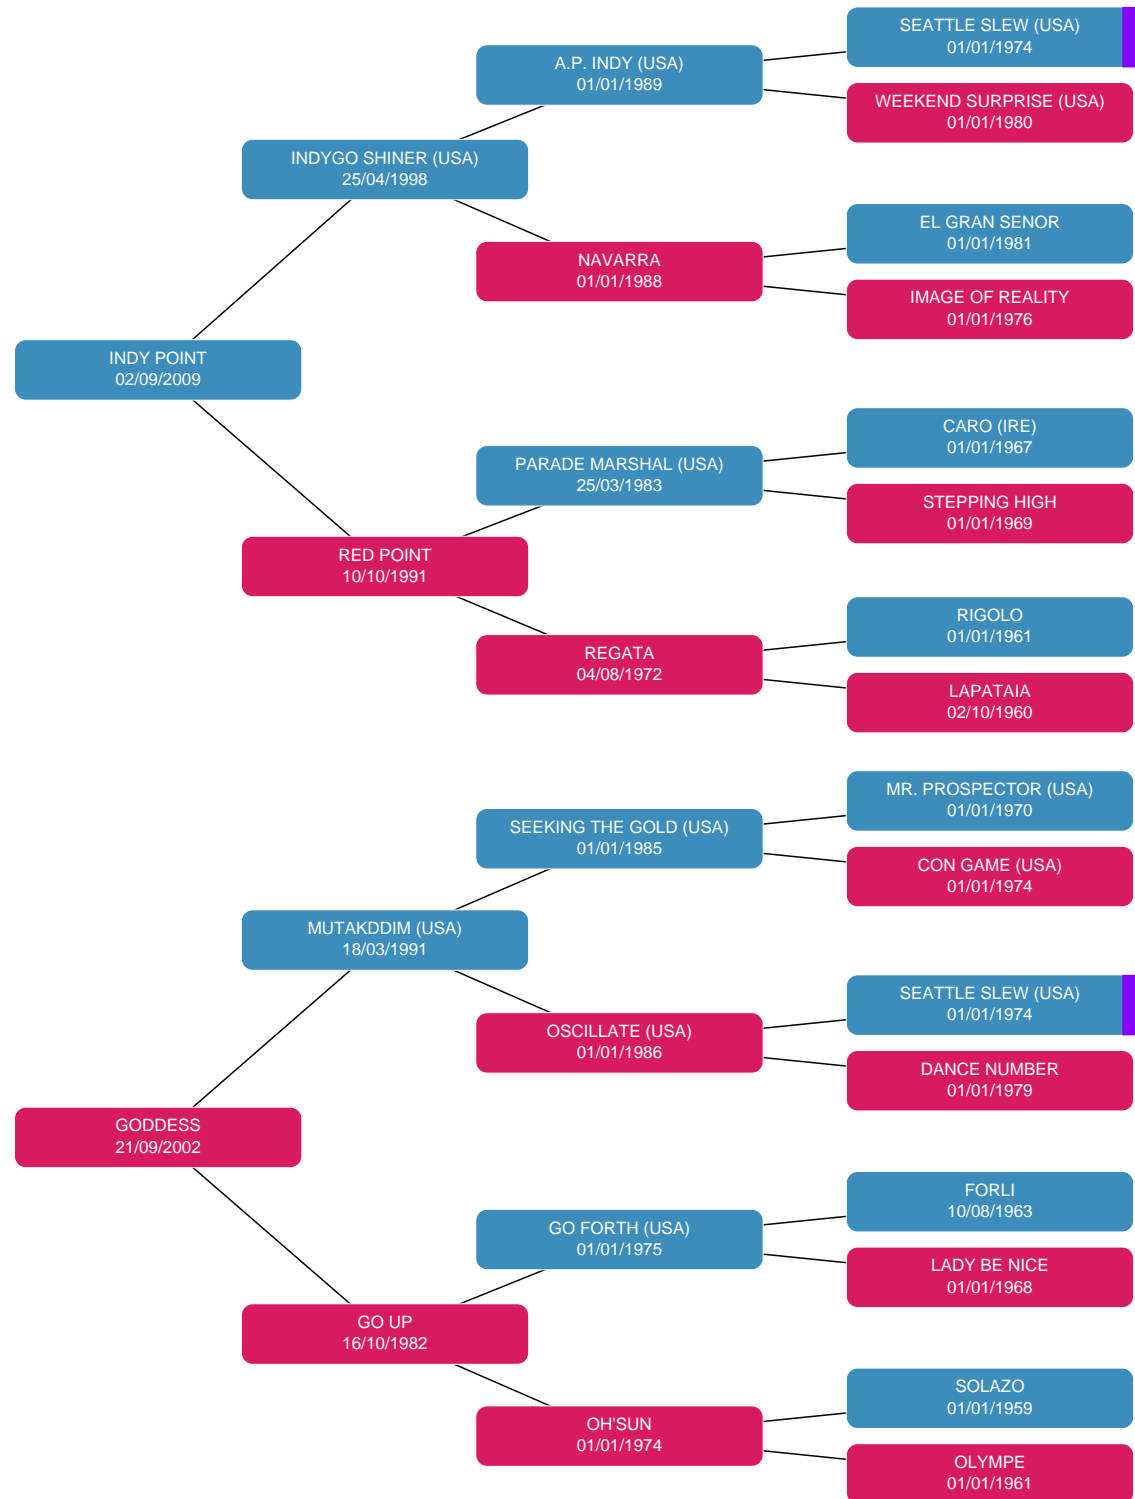 SEATTLE SLEW (USA)
01/01/1974
A.P. INDY (USA)
01/01/1989
WEEKEND SURPRISE (USA)
01/01/1980
INDYGO SHINER (USA)
25/04/1998
EL GRAN SENOR
01/01/1981
NAVARRA
01/01/1988
IMAGE OF REALITY
01/01/1976
INDY POINT
02/09/2009
CARO (IRE)
01/01/1967
PARADE MARSHAL (USA)
25/03/1983
STEPPING HIGH
01/01/1969
RED POINT
10/10/1991
RIGOLO
01/01/1961
REGATA
04/08/1972
LAPATAIA
02/10/1960
MR. PROSPECTOR (USA)
01/01/1970
SEEKING THE GOLD (USA)
01/01/1985
CON GAME (USA)
01/01/1974
MUTAKDDIM (USA)
18/03/1991
SEATTLE SLEW (USA)
01/01/1974
OSCILLATE (USA)
01/01/1986
DANCE NUMBER
01/01/1979
GODDESS
21/09/2002
FORLI
10/08/1963
GO FORTH (USA)
01/01/1975
LADY BE NICE
01/01/1968
GO UP
16/10/1982
SOLAZO
01/01/1959
OH'SUN
01/01/1974
OLYMPE
01/01/1961